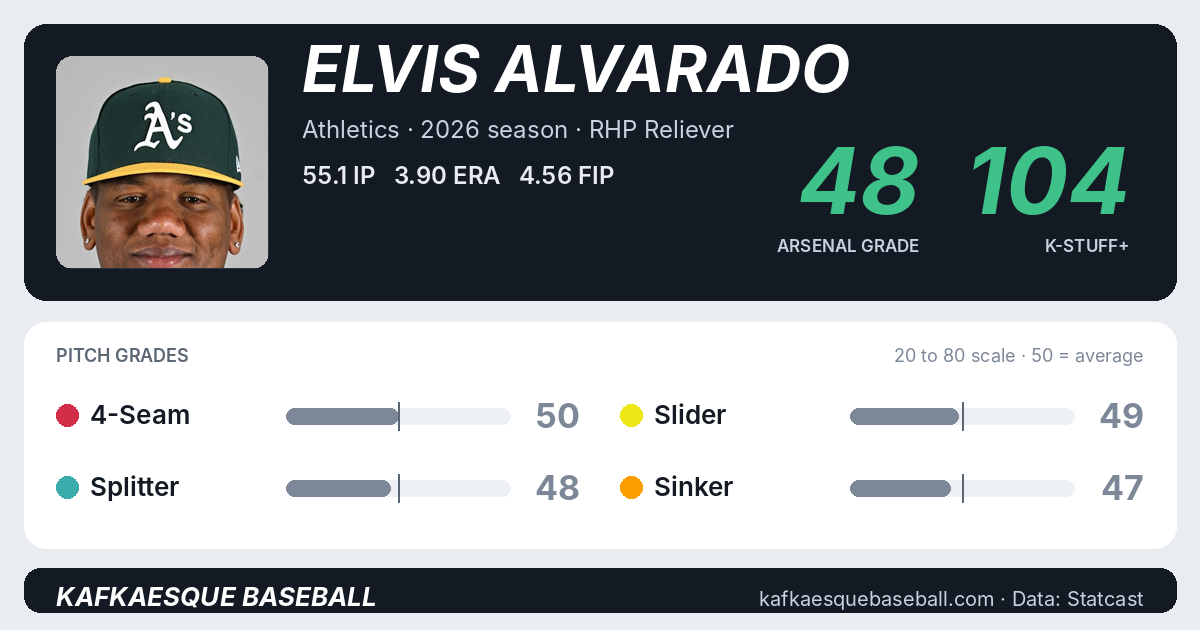 A's
ELVIS ALVARADO
Athletics · 2026 season · RHP Reliever
55.1 IP 3.90 ERA 4.56 FIP
48 104
ARSENAL GRADE K-STUFF+
PITCH GRADES 20 to 80 scale · 50 = average
4-Seam 50 Slider 49
Splitter 48 Sinker 47
KAFKAESQUE BASEBALL kafkaesquebaseball.com · Data: Statcast